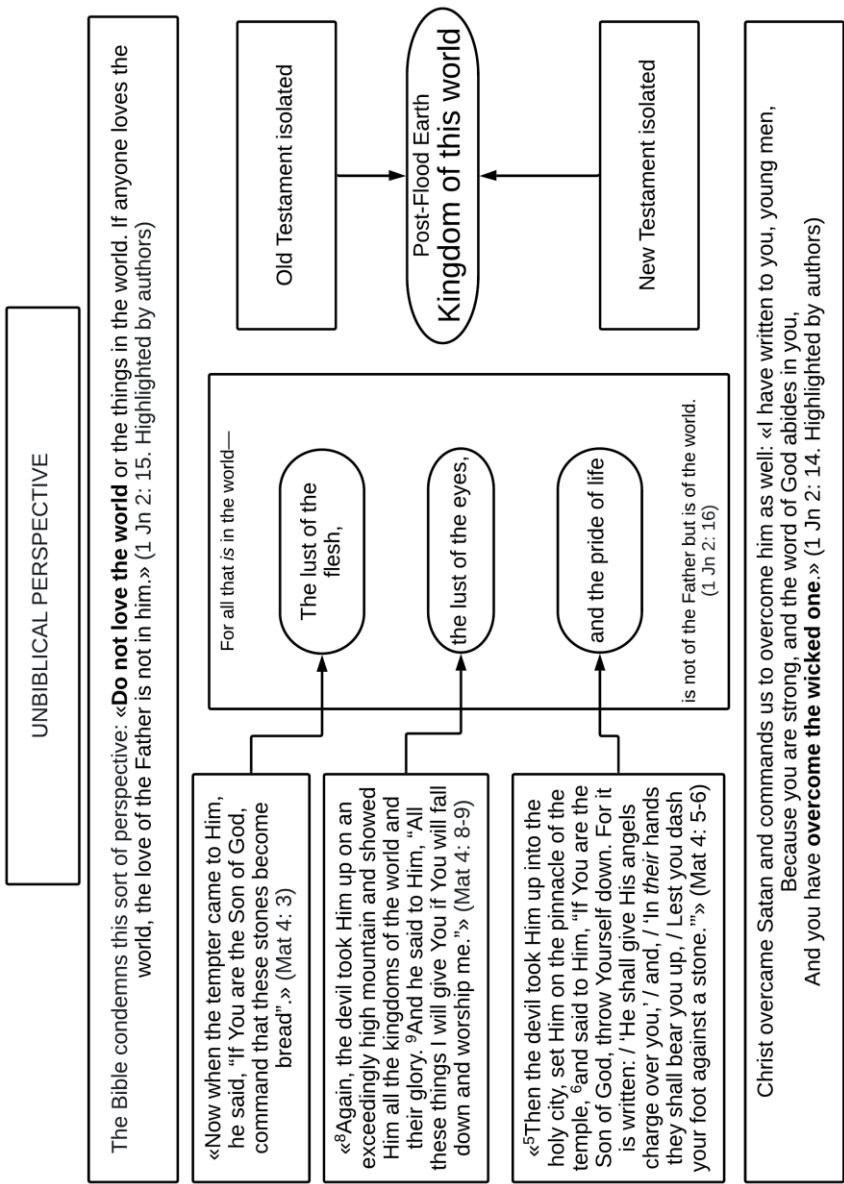 UNBIBLICAL PERSPECTIVE
The Bible condemns this sort of perspective: «Do not love the world or the things in the world. If anyone loves the
world, the love of the Father is not in him.» (1 Jn 2: 15. Highlighted by authors)
«Now when the tempter came to Him,
he said, “If You are the Son of God,
command that these stones become
bread”.» (Mat 4: 3)
«⁸Again, the devil took Him up on an
exceedingly high mountain and showed
Him all the kingdoms of the world and
their glory. ⁹And he said to Him, “All
these things I will give You if You will fall
down and worship me.”» (Mat 4: 8-9)
«⁵Then the devil took Him up into the
holy city, set Him on the pinnacle of the
temple, ⁶and said to Him, “If You are the
Son of God, throw Yourself down. For it
is written: / ‘He shall give His angels
charge over you,’ / and, / ‘In their hands
they shall bear you up, / Lest you dash
your foot against a stone.’”» (Mat 4: 5-6)
For all that is in the world—
The lust of the
flesh,
the lust of the eyes,
and the pride of life
is not of the Father but is of the world.
(1 Jn 2: 16)
Old Testament isolated
Post-Flood Earth
Kingdom of this world
New Testament isolated
Christ overcame Satan and commands us to overcome him as well: «I have written to you, young men,
Because you are strong, and the word of God abides in you,
And you have overcome the wicked one.» (1 Jn 2: 14. Highlighted by authors)